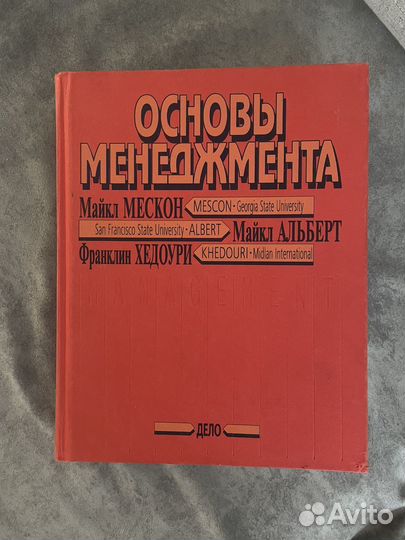 ОСНОВЫ
МЕНЕДЖМЕНТА
Майкл МЕСКОН MESCON · Georgia State University
San Francisco State University · ALBERT Майкл АЛЬБЕРТ
Франклин ХЕДОУРИ KHEDOURI · Midlan International
MANAGEMENT
ДЕЛО
Avito